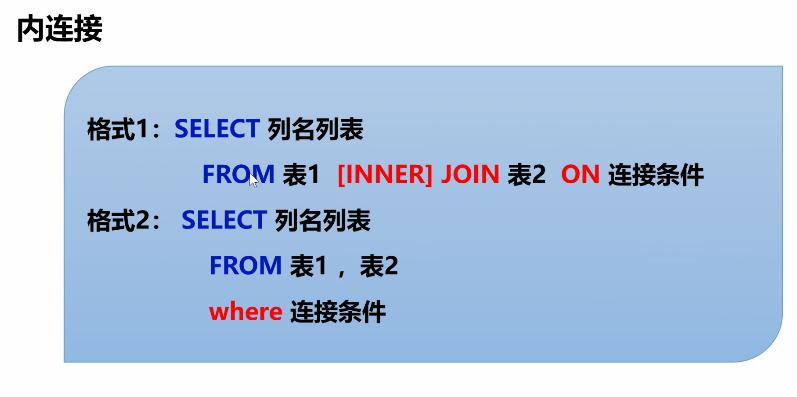 内连接
格式1：SELECT 列名列表
FROM 表1 [INNER] JOIN 表2 ON 连接条件
格式2： SELECT 列名列表
FROM 表1 ，表2
where 连接条件